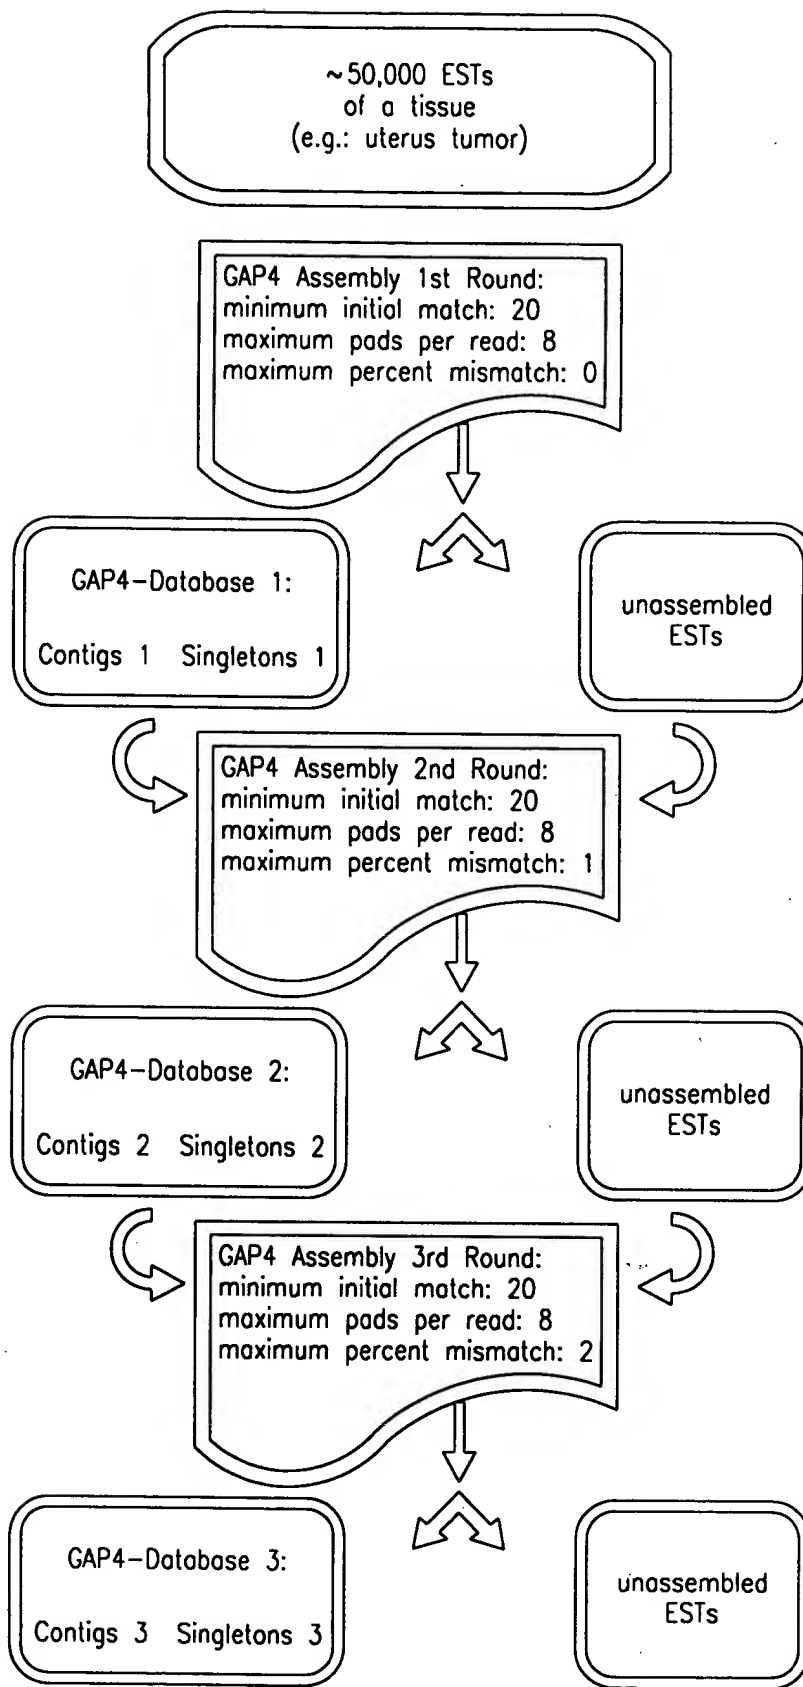 ~50,000 ESTs
of a tissue
(e.g.: uterus tumor)
GAP4 Assembly 1st Round:
minimum initial match: 20
maximum pads per read: 8
maximum percent mismatch: 0
GAP4-Database 1:
Contigs 1 Singletons 1
unassembled
ESTs
GAP4 Assembly 2nd Round:
minimum initial match: 20
maximum pads per read: 8
maximum percent mismatch: 1
GAP4-Database 2:
Contigs 2 Singletons 2
unassembled
ESTs
GAP4 Assembly 3rd Round:
minimum initial match: 20
maximum pads per read: 8
maximum percent mismatch: 2
GAP4-Database 3:
Contigs 3 Singletons 3
unassembled
ESTs